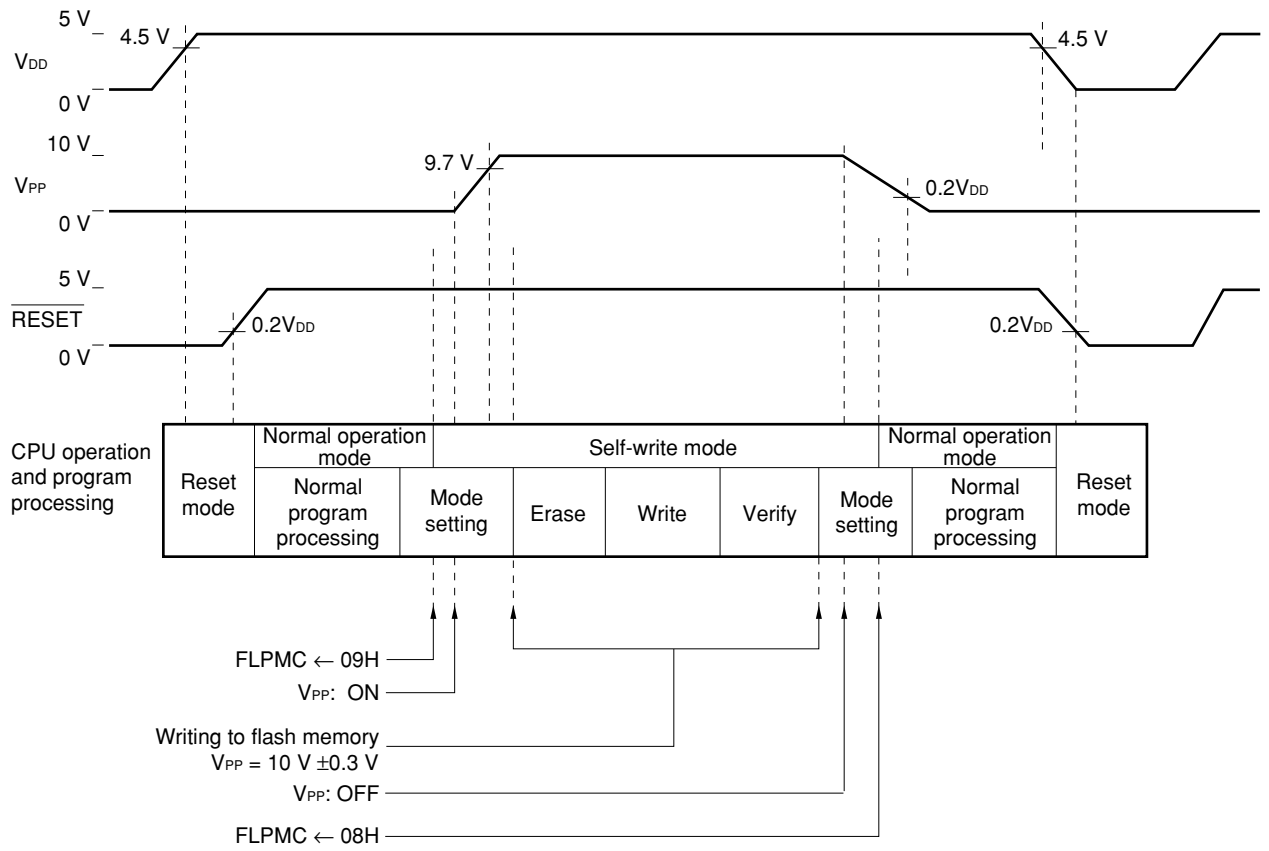 5 V
4.5 V
4.5 V
VDD
0 V
10 V
9.7 V
VPP
0.2VDD
0 V
5 V
RESET
0.2VDD
0.2VDD
0 V
CPU operation
and program
processing
Reset
mode
Normal operation
mode
Self-write mode
Normal operation
mode
Normal
program
processing
Mode
setting
Erase
Write
Verify
Mode
setting
Normal
program
processing
Reset
mode
FLPMC ← 09H
VPP: ON
Writing to flash memory
VPP = 10 V ±0.3 V
VPP: OFF
FLPMC ← 08H